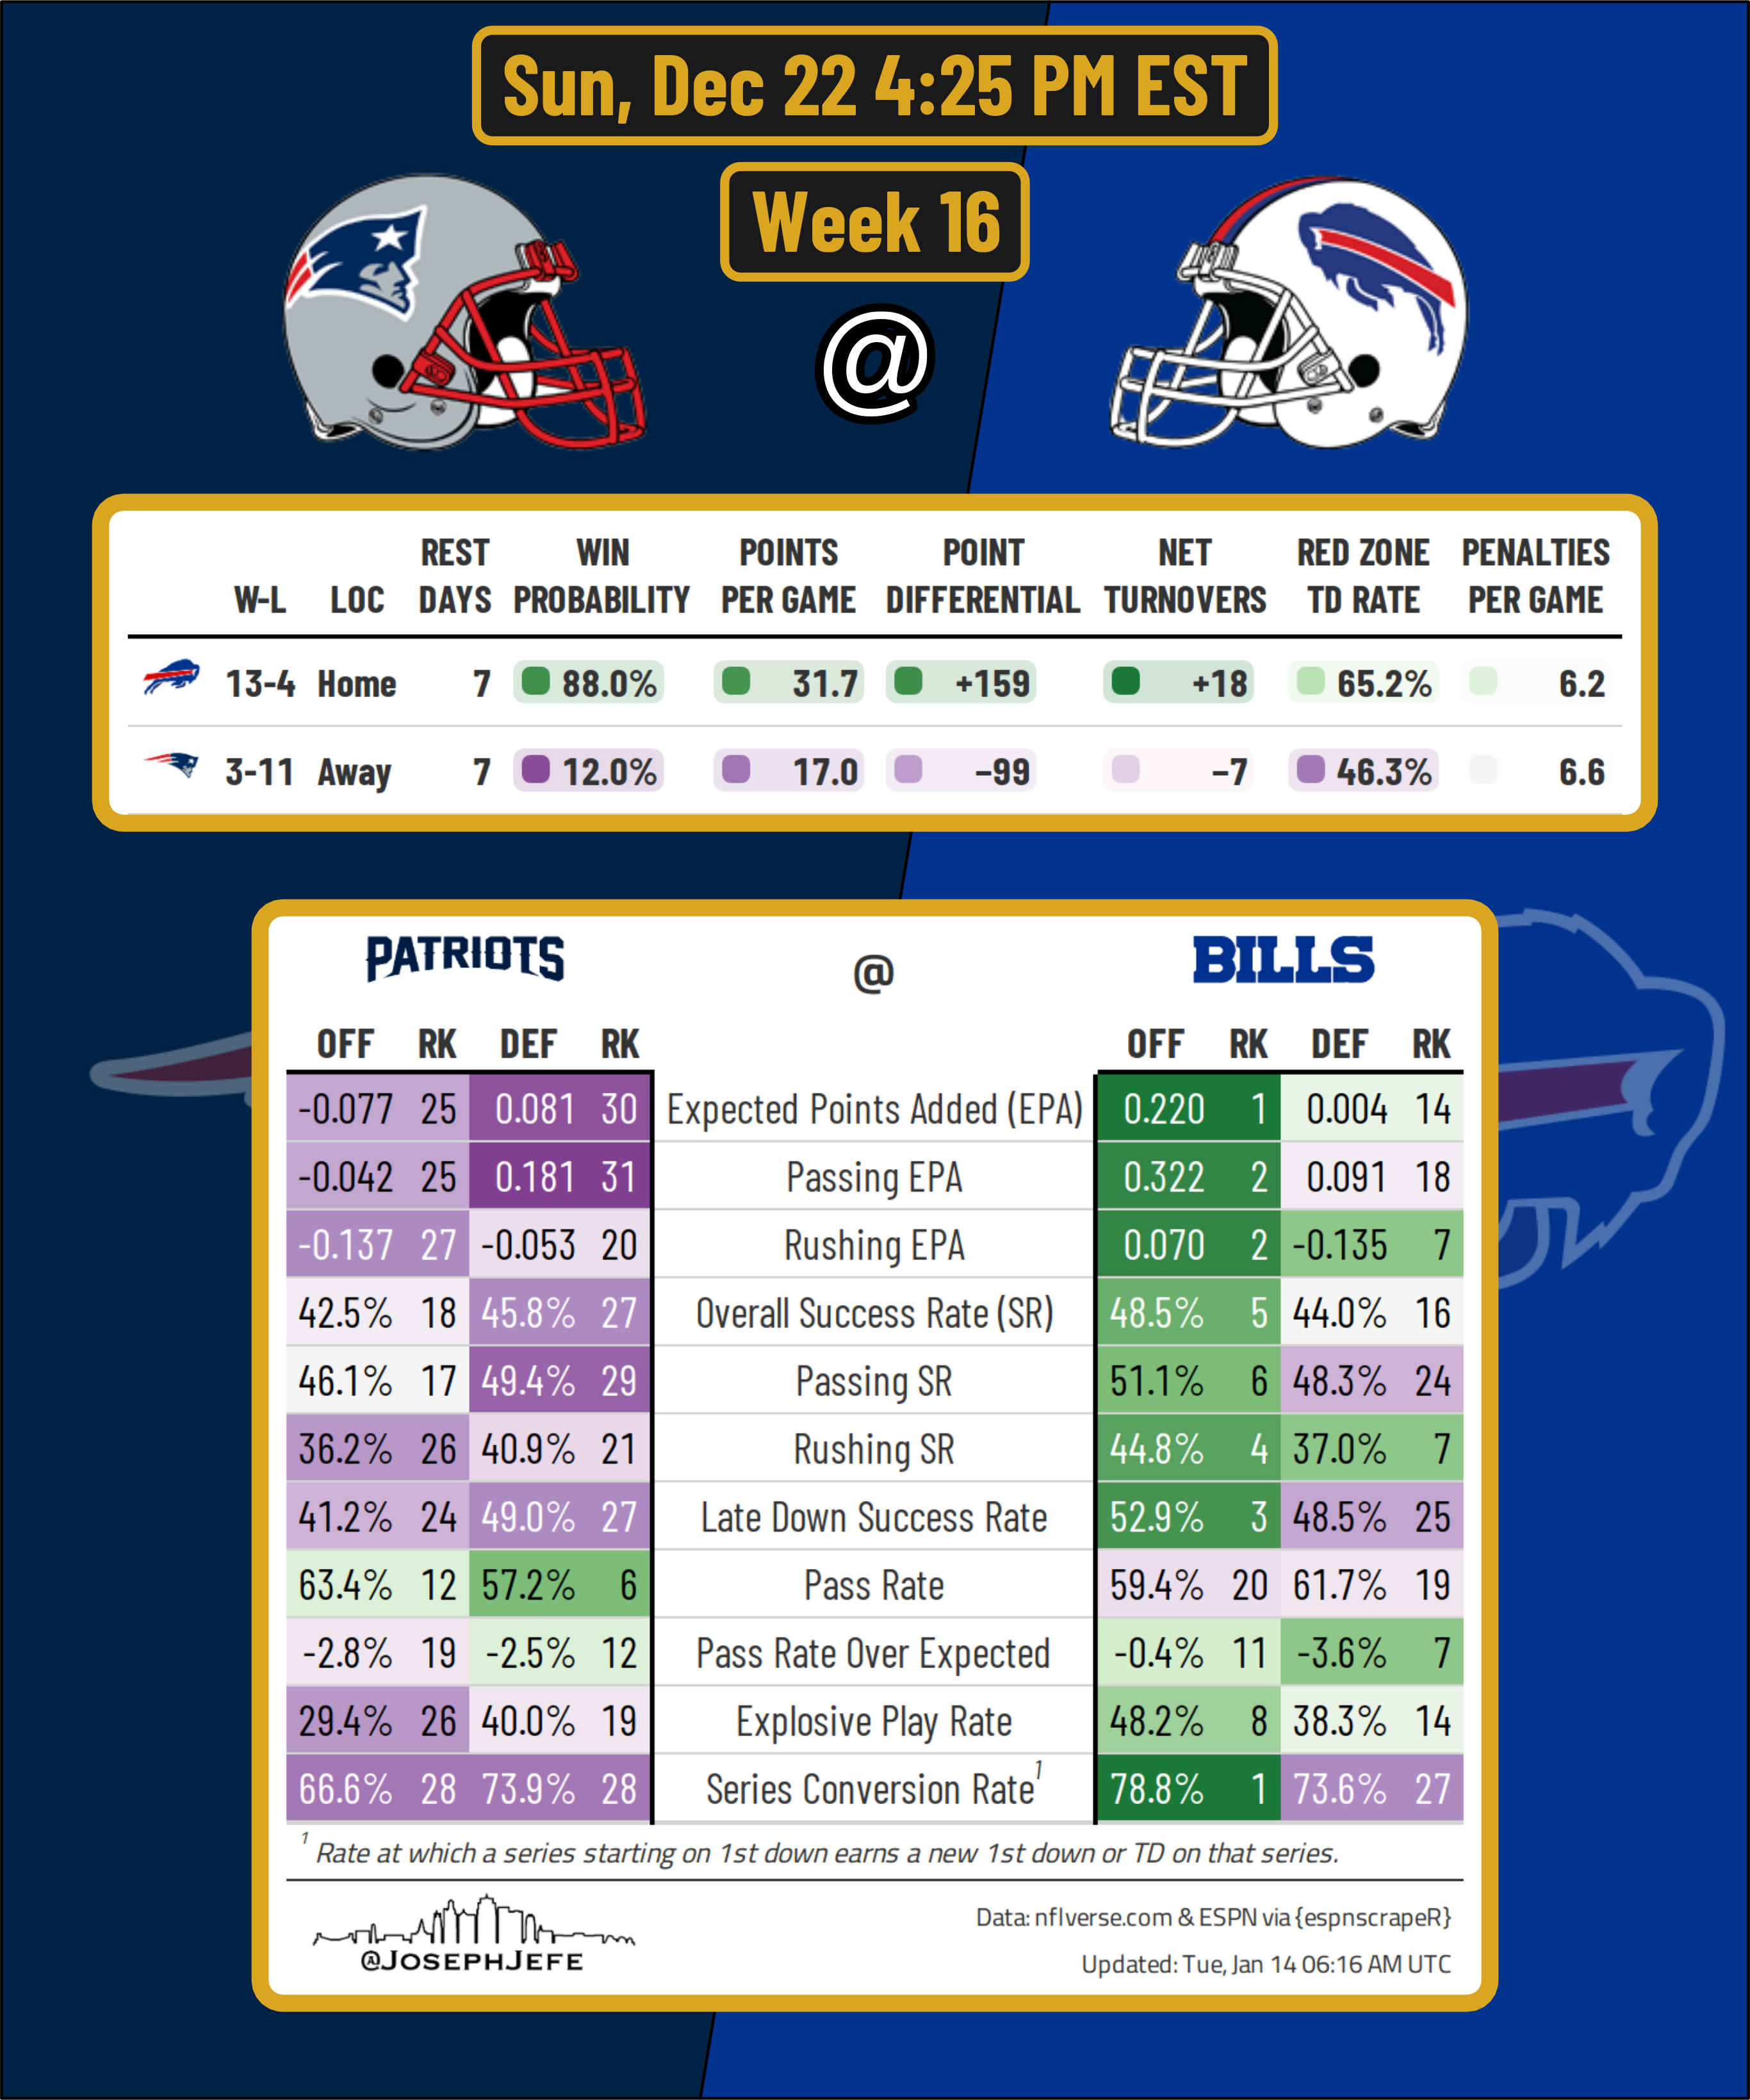 Sun, Dec 22 4:25 PM EST
Week 16
@
REST WIN POINTS POINT NET RED ZONE PENALTIES
W-L LOC DAYS PROBABILITY PER GAME DIFFERENTIAL TURNOVERS TD RATE PER GAME
13-4 Home 7 88.0% 31.7 +159 +18 65.2% 6.2
3-11 Away 7 12.0% 17.0 −99 −7 46.3% 6.6
PATRIOTS @ BILLS
OFF RK DEF RK OFF RK DEF RK
-0.077 25 0.081 30 Expected Points Added (EPA) 0.220 1 0.004 14
-0.042 25 0.181 31 Passing EPA 0.322 2 0.091 18
-0.137 27 -0.053 20 Rushing EPA 0.070 2 -0.135 7
42.5% 18 45.8% 27 Overall Success Rate (SR) 48.5% 5 44.0% 16
46.1% 17 49.4% 29 Passing SR 51.1% 6 48.3% 24
36.2% 26 40.9% 21 Rushing SR 44.8% 4 37.0% 7
41.2% 24 49.0% 27 Late Down Success Rate 52.9% 3 48.5% 25
63.4% 12 57.2% 6 Pass Rate 59.4% 20 61.7% 19
-2.8% 19 -2.5% 12 Pass Rate Over Expected -0.4% 11 -3.6% 7
29.4% 26 40.0% 19 Explosive Play Rate 48.2% 8 38.3% 14
66.6% 28 73.9% 28 Series Conversion Rate¹ 78.8% 1 73.6% 27
¹ Rate at which a series starting on 1st down earns a new 1st down or TD on that series.
@JOSEPHJEFE
Data: nflverse.com & ESPN via {espnscrapeR}
Updated: Tue, Jan 14 06:16 AM UTC